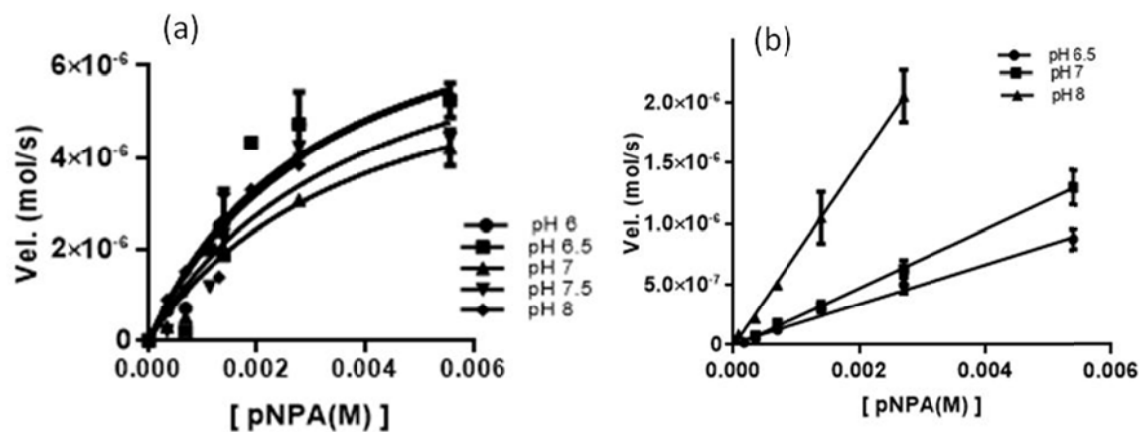 (a)
6×10⁻⁶
4×10⁻⁶
2×10⁻⁶
0
Vel. (mol/s)
0.000 0.002 0.004 0.006
[ pNPA(M) ]
pH 6
pH 6.5
pH 7
pH 7.5
pH 8
(b)
2.0×10⁻⁶
1.5×10⁻⁶
1.0×10⁻⁶
5.0×10⁻⁷
0
Vel. (mol/s)
0.000 0.002 0.004 0.006
[ pNPA(M) ]
pH 6.5
pH 7
pH 8